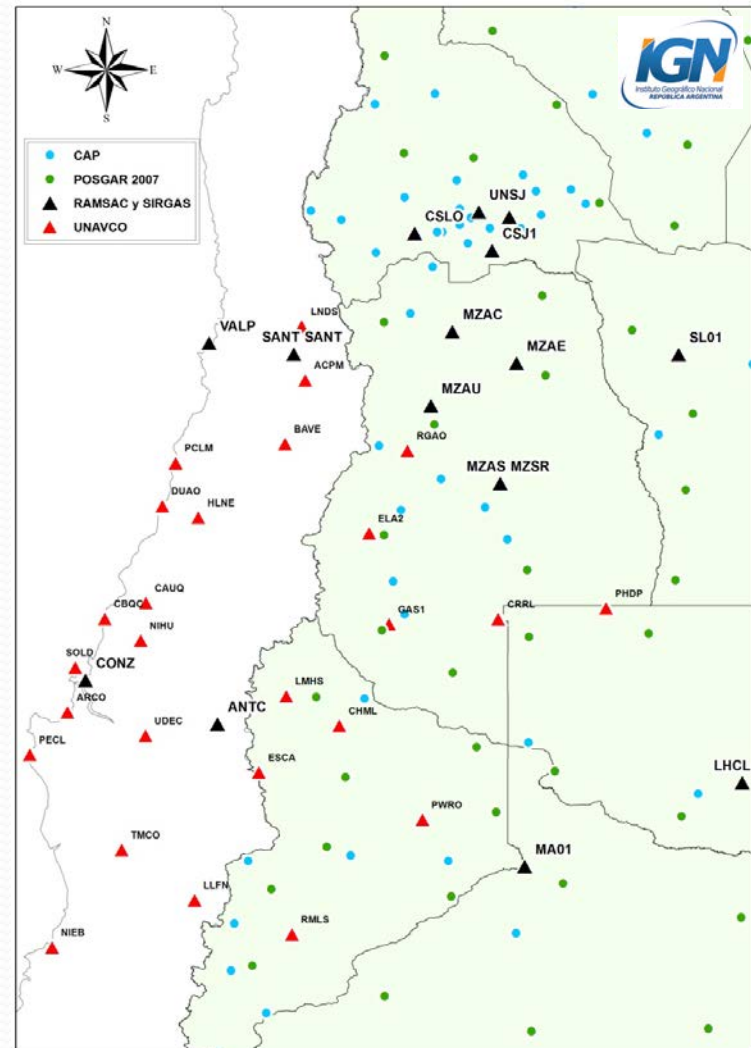 N
W E
S
IGN
Instituto Geográfico Nacional
REPÚBLICA ARGENTINA
CAP
POSGAR 2007
RAMSAC y SIRGAS
UNAVCO
UNSJ
CSLO
CSJ1
LNDS
VALP
MZAC
SANT SANT
SL01
MZAE
ACPM
MZAU
BAVE
RGAO
PCLM
MZAS MZSR
DUAO
HLNE
ELA2
CAUQ
PHDP
CBQC
CRRL
GAS1
NIHU
SOLD
CONZ
LMHS
ARCO
ANTC
CHML
UDEC
PECL
ESCA
LHCL
PWRO
TMCO
MA01
LLFN
RMLS
NIEB